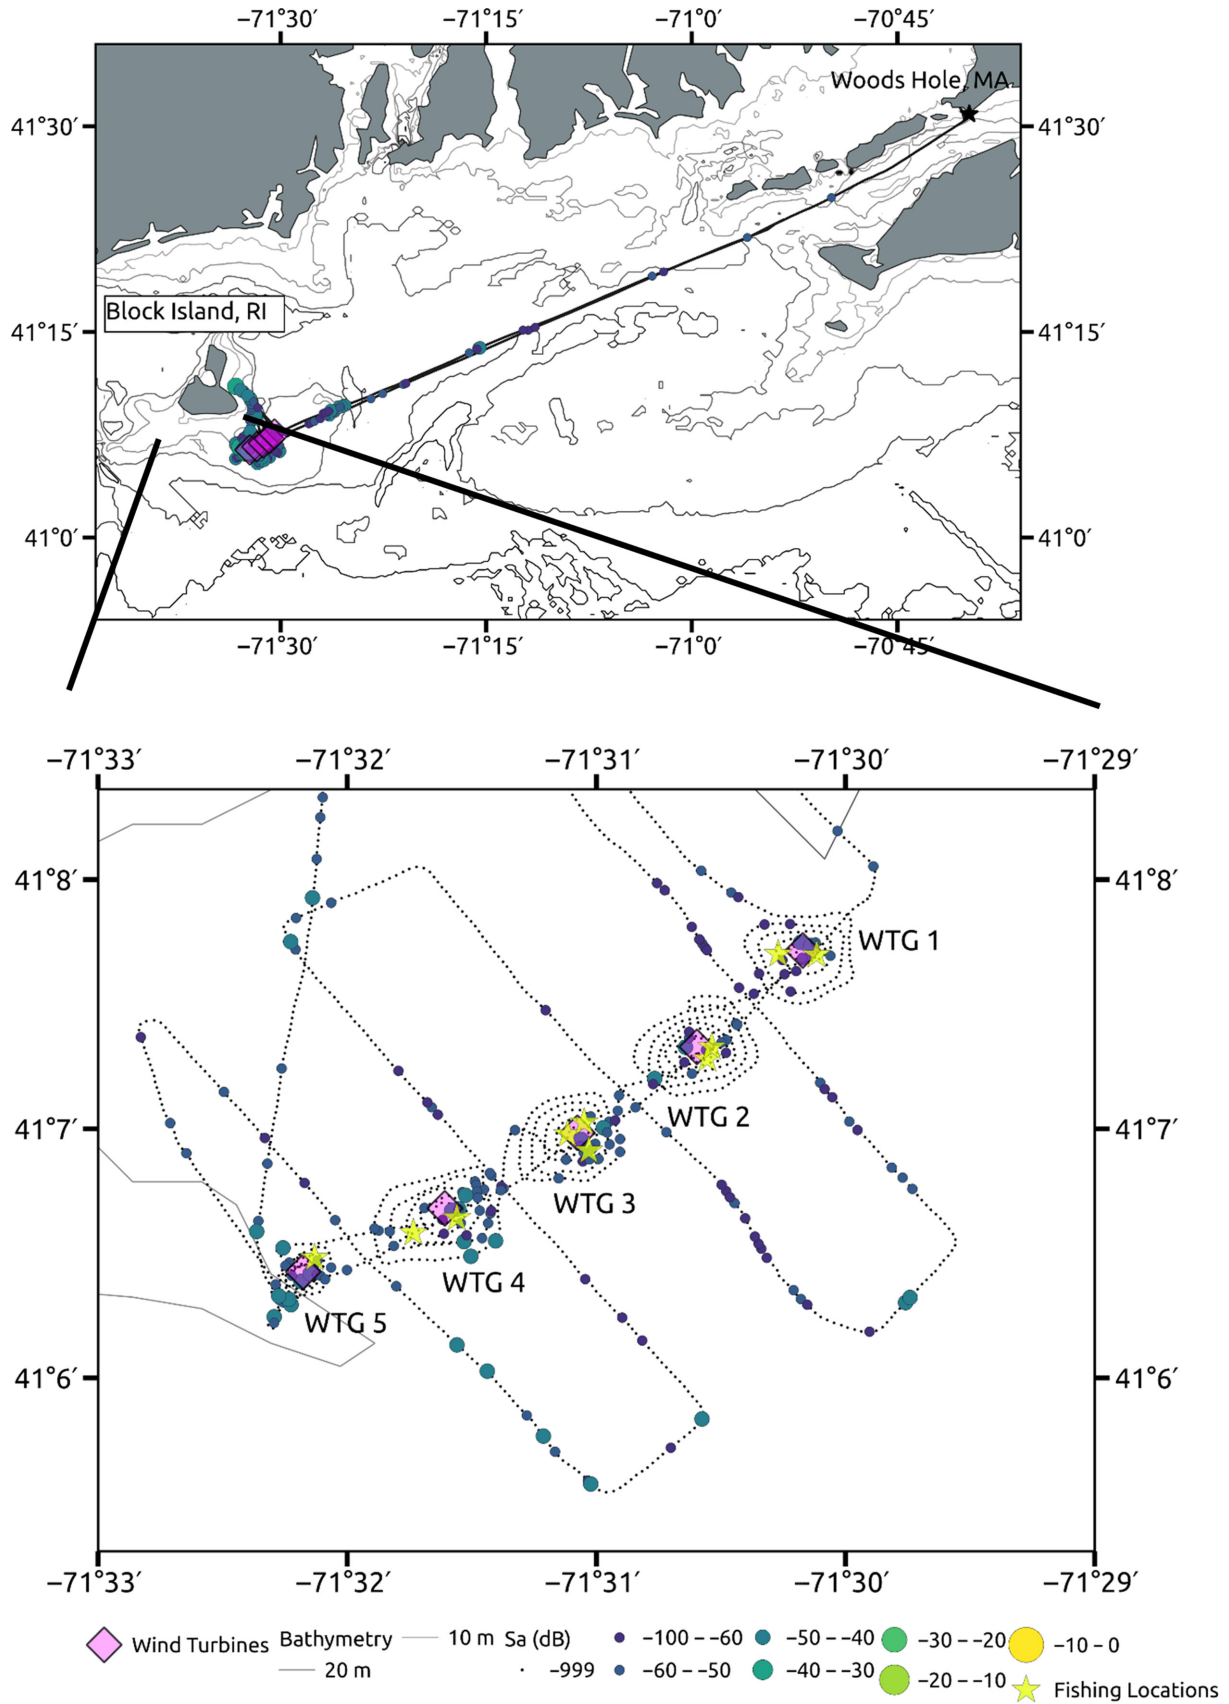 −71°30′ −71°15′ −71°0′ −70°45′
Woods Hole, MA
41°30′ 41°30′
Block Island, RI
41°15′ 41°15′
41°0′ 41°0′
−71°30′ −71°15′ −71°0′ −70°45′
−71°33′ −71°32′ −71°31′ −71°30′ −71°29′
41°8′ 41°8′
WTG 1
WTG 2
41°7′ 41°7′
WTG 3
WTG 4
WTG 5
41°6′ 41°6′
−71°33′ −71°32′ −71°31′ −71°30′ −71°29′
Wind Turbines Bathymetry 10 m Sa (dB) −100 – −60 −50 – −40 −30 – −20 −10 – 0
20 m −999 −60 – −50 −40 – −30 −20 – −10 Fishing Locations